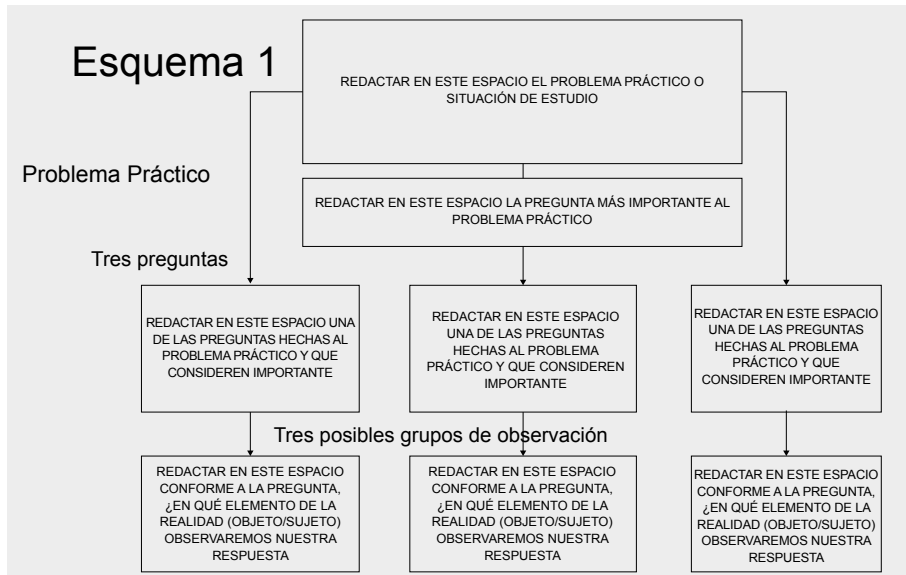 Esquema 1
REDACTAR EN ESTE ESPACIO EL PROBLEMA PRÁCTICO O
SITUACIÓN DE ESTUDIO
Problema Práctico
REDACTAR EN ESTE ESPACIO LA PREGUNTA MÁS IMPORTANTE AL
PROBLEMA PRÁCTICO
Tres preguntas
REDACTAR EN ESTE ESPACIO UNA
DE LAS PREGUNTAS HECHAS AL
PROBLEMA PRÁCTICO Y QUE
CONSIDEREN IMPORTANTE
REDACTAR EN ESTE ESPACIO
UNA DE LAS PREGUNTAS
HECHAS AL PROBLEMA
PRÁCTICO Y QUE CONSIDEREN
IMPORTANTE
REDACTAR EN ESTE ESPACIO
UNA DE LAS PREGUNTAS
HECHAS AL PROBLEMA
PRÁCTICO Y QUE
CONSIDEREN IMPORTANTE
Tres posibles grupos de observación
REDACTAR EN ESTE ESPACIO
CONFORME A LA PREGUNTA,
¿EN QUÉ ELEMENTO DE LA
REALIDAD (OBJETO/SUJETO)
OBSERVAREMOS NUESTRA
RESPUESTA
REDACTAR EN ESTE ESPACIO
CONFORME A LA PREGUNTA,
¿EN QUÉ ELEMENTO DE LA
REALIDAD (OBJETO/SUJETO)
OBSERVAREMOS NUESTRA
RESPUESTA
REDACTAR EN ESTE ESPACIO
CONFORME A LA PREGUNTA,
¿EN QUÉ ELEMENTO DE LA
REALIDAD (OBJETO/SUJETO)
OBSERVAREMOS NUESTRA
RESPUESTA